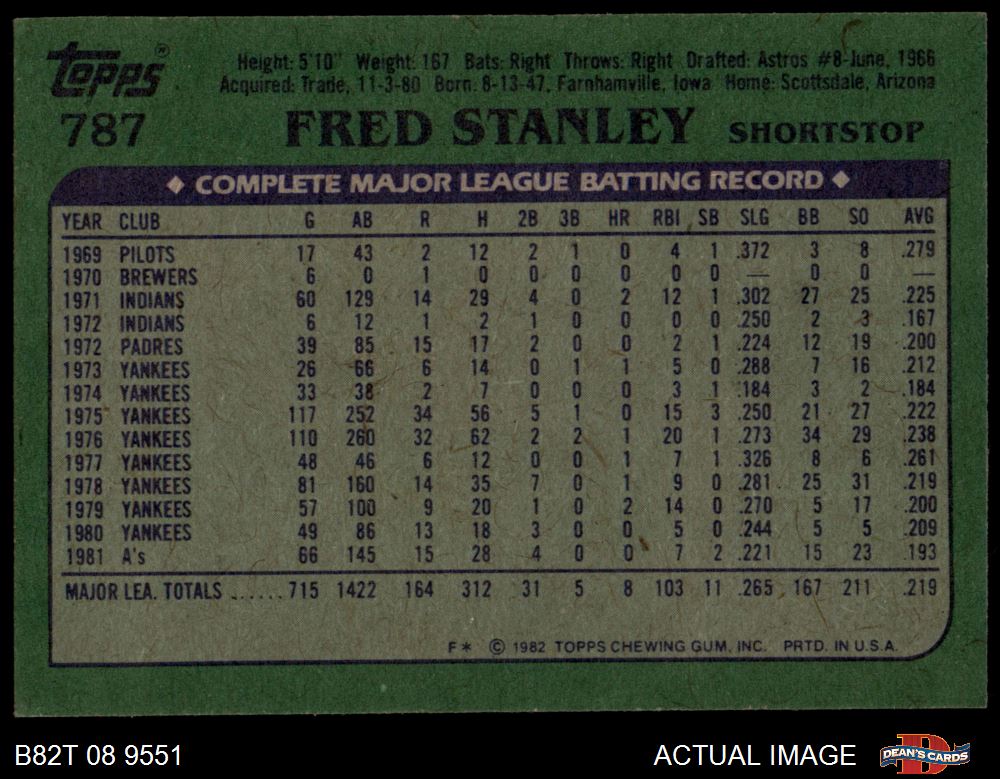 TOPPS®
Height: 5'10" Weight: 167 Bats: Right Throws: Right Drafted: Astros #8-June, 1966
Acquired: Trade, 11-3-80 Born: 8-13-47, Farnhamville, Iowa Home: Scottsdale, Arizona
787 FRED STANLEY SHORTSTOP
◆ COMPLETE MAJOR LEAGUE BATTING RECORD ◆
YEAR CLUB G AB R H 2B 3B HR RBI SB SLG BB SO AVG
1969 PILOTS 17 43 2 12 2 1 0 4 1 .372 3 8 .279
1970 BREWERS 6 0 1 0 0 0 0 0 0 — 0 0 —
1971 INDIANS 60 129 14 29 4 0 2 12 1 .302 27 25 .225
1972 INDIANS 6 12 1 2 1 0 0 0 0 .250 2 3 .167
1972 PADRES 39 85 15 17 2 0 0 2 1 .224 12 19 .200
1973 YANKEES 26 66 6 14 0 1 1 5 0 .288 7 16 .212
1974 YANKEES 33 38 2 7 0 0 0 3 1 .184 3 2 .184
1975 YANKEES 117 252 34 56 5 1 0 15 3 .250 21 27 .222
1976 YANKEES 110 260 32 62 2 2 1 20 1 .273 34 29 .238
1977 YANKEES 48 46 6 12 0 0 1 7 1 .326 8 6 .261
1978 YANKEES 81 160 14 35 7 0 1 9 0 .281 25 31 .219
1979 YANKEES 57 100 9 20 1 0 2 14 0 .270 5 17 .200
1980 YANKEES 49 86 13 18 3 0 0 5 0 .244 5 5 .209
1981 A's 66 145 15 28 4 0 0 7 2 .221 15 23 .193
MAJOR LEA. TOTALS ......715 1422 164 312 31 5 8 103 11 .265 167 211 .219
F* © 1982 TOPPS CHEWING GUM, INC. PRTD. IN U.S.A.
B82T 08 9551 ACTUAL IMAGE DEAN'S CARDS